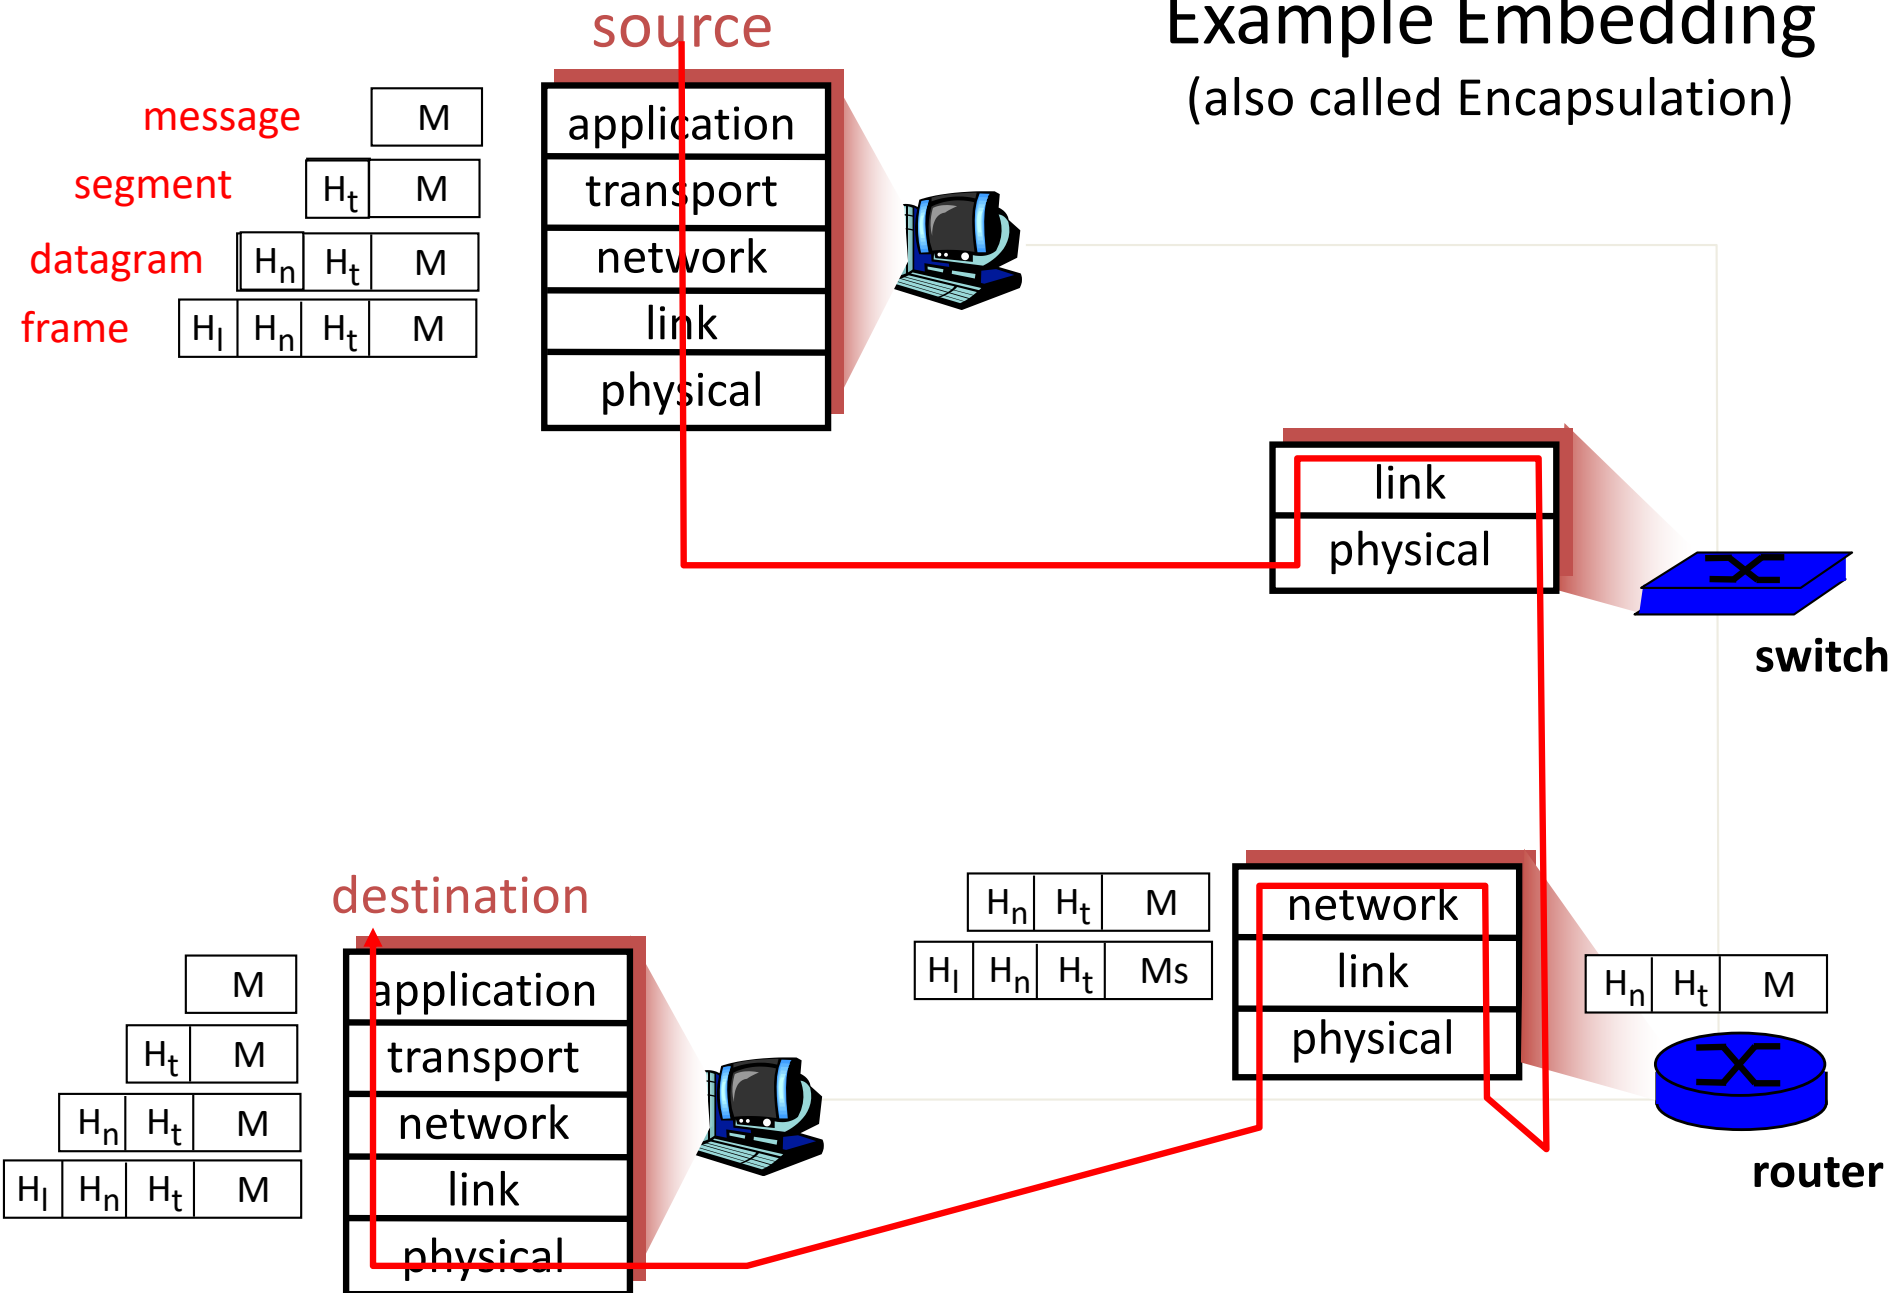 source
Example Embedding
(also called Encapsulation)
message M
segment Ht M
datagram Hn Ht M
frame Hl Hn Ht M
application
transport
network
link
physical
link
physical
switch
destination
M
Ht M
Hn Ht M
Hl Hn Ht M
application
transport
network
link
physical
Hn Ht M
Hl Hn Ht Ms
network
link
physical
Hn Ht M
router